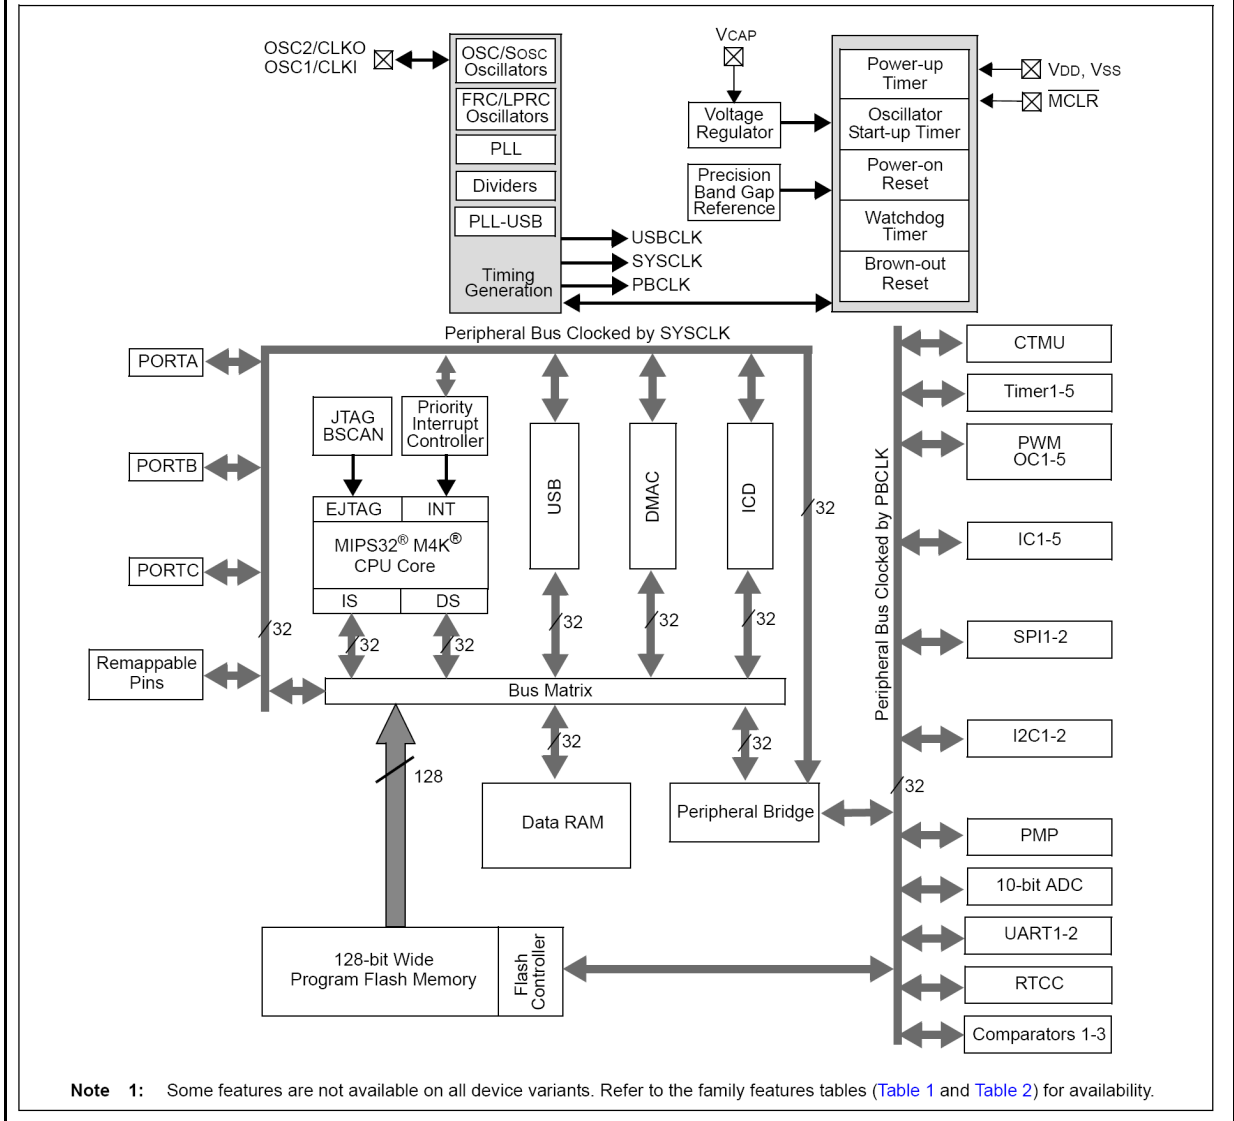 OSC2/CLKO
OSC1/CLKI
OSC/SOSC
Oscillators
FRC/LPRC
Oscillators
PLL
Dividers
PLL-USB
Timing
Generation
USBCLK
SYSCLK
PBCLK
VCAP
Voltage
Regulator
Precision
Band Gap
Reference
Power-up
Timer
Oscillator
Start-up Timer
Power-on
Reset
Watchdog
Timer
Brown-out
Reset
VDD, VSS
MCLR
Peripheral Bus Clocked by SYSCLK
PORTA
PORTB
PORTC
Remappable
Pins
32
JTAG
BSCAN
Priority
Interrupt
Controller
EJTAG
INT
MIPS32® M4K®
CPU Core
IS
DS
32
32
USB
32
DMAC
32
ICD
32
32
Bus Matrix
128
32
Data RAM
32
Peripheral Bridge
128-bit Wide
Program Flash Memory
Flash
Controller
Peripheral Bus Clocked by PBCLK
32
CTMU
Timer1-5
PWM
OC1-5
IC1-5
SPI1-2
I2C1-2
PMP
10-bit ADC
UART1-2
RTCC
Comparators 1-3
Note 1: Some features are not available on all device variants. Refer to the family features tables (Table 1 and Table 2) for availability.